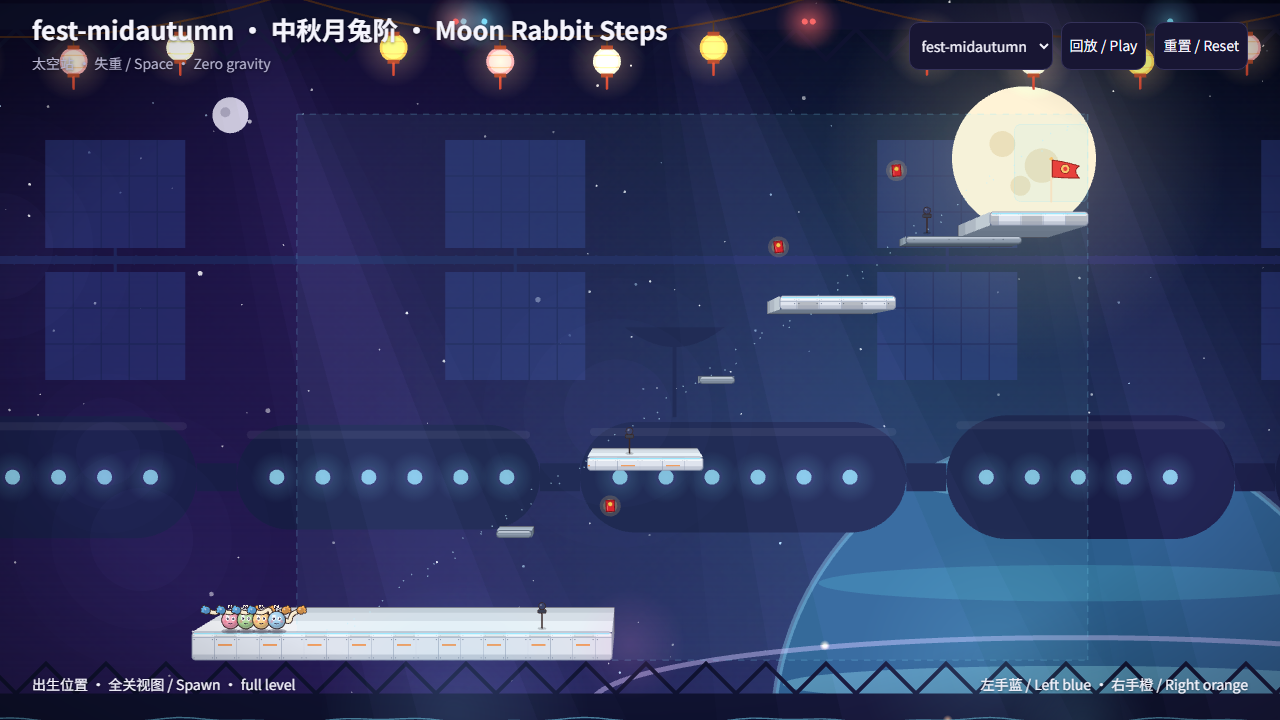 fest-midautumn • 中秋月兔阶 • Moon Rabbit Steps
fest-midautumn
回放 / Play
重置 / Reset
失重 / Space • Zero gravity
出生位置 • 全关视图 / Spawn • full level
左手蓝 / Left blue • 右手橙 / Right orange